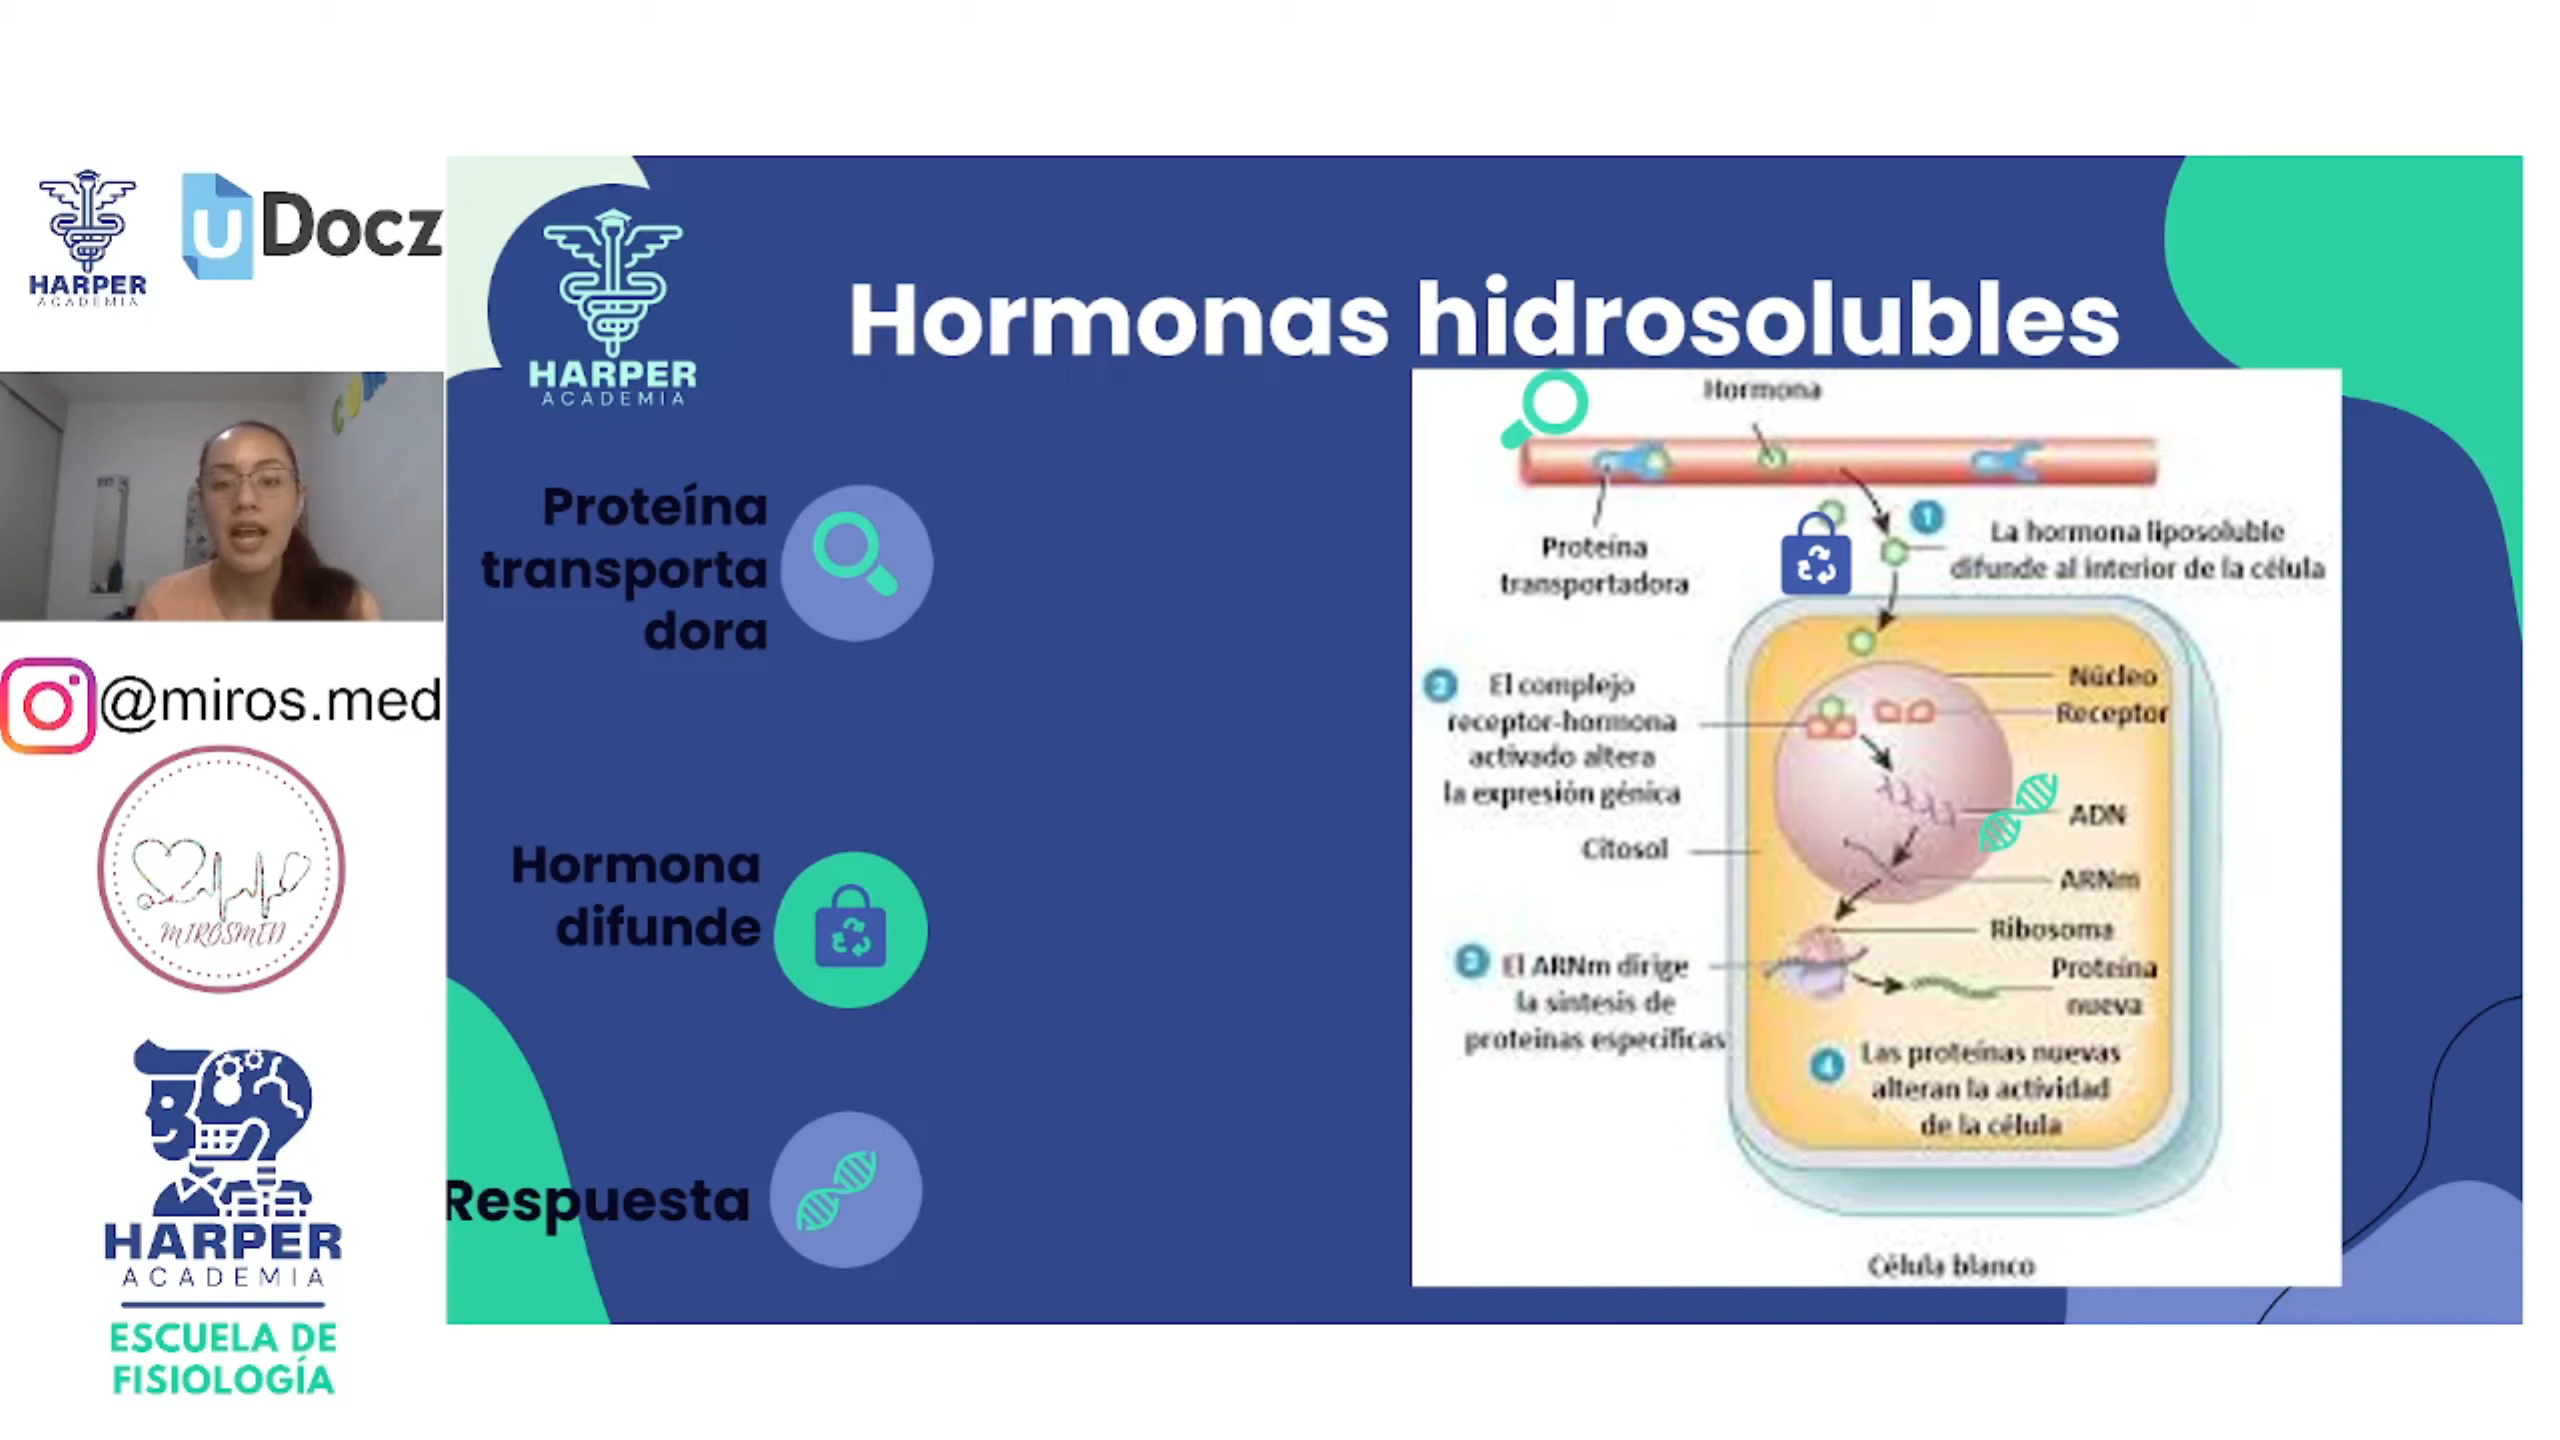 HARPER
ACADEMIA
uDocz
@miros.med
MIROSMED
HARPER
ACADEMIA
ESCUELA DE
FISIOLOGÍA
HARPER
ACADEMIA
Hormonas hidrosolubles
Proteína
transporta
dora
Hormona
difunde
Respuesta
Hormona
Proteína
transportadora
1
La hormona liposoluble
difunde al interior de la célula
2 El complejo
receptor-hormona
activado altera
la expresión génica
Núcleo
Receptor
ADN
Citosol
ARNm
Ribosoma
3 El ARNm dirige
la síntesis de
proteínas específicas
Proteína
nueva
4 Las proteínas nuevas
alteran la actividad
de la célula
Célula blanco